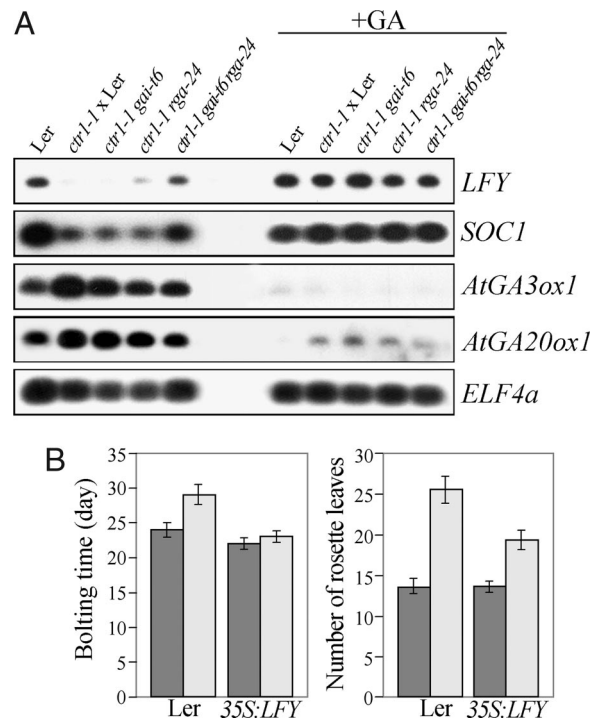 A
+GA
Ler
ctr1-1 x Ler
ctr1-1 gai-t6
ctr1-1 rga-24
ctr1-1 gai-t6 rga-24
Ler
ctr1-1 x Ler
ctr1-1 gai-t6
ctr1-1 rga-24
ctr1-1 gai-t6 rga-24
LFY
SOC1
AtGA3ox1
AtGA20ox1
ELF4a
B
Bolting time (day)
35
30
25
20
15
10
5
0
Ler 35S:LFY
Number of rosette leaves
30
25
20
15
10
5
0
Ler 35S:LFY